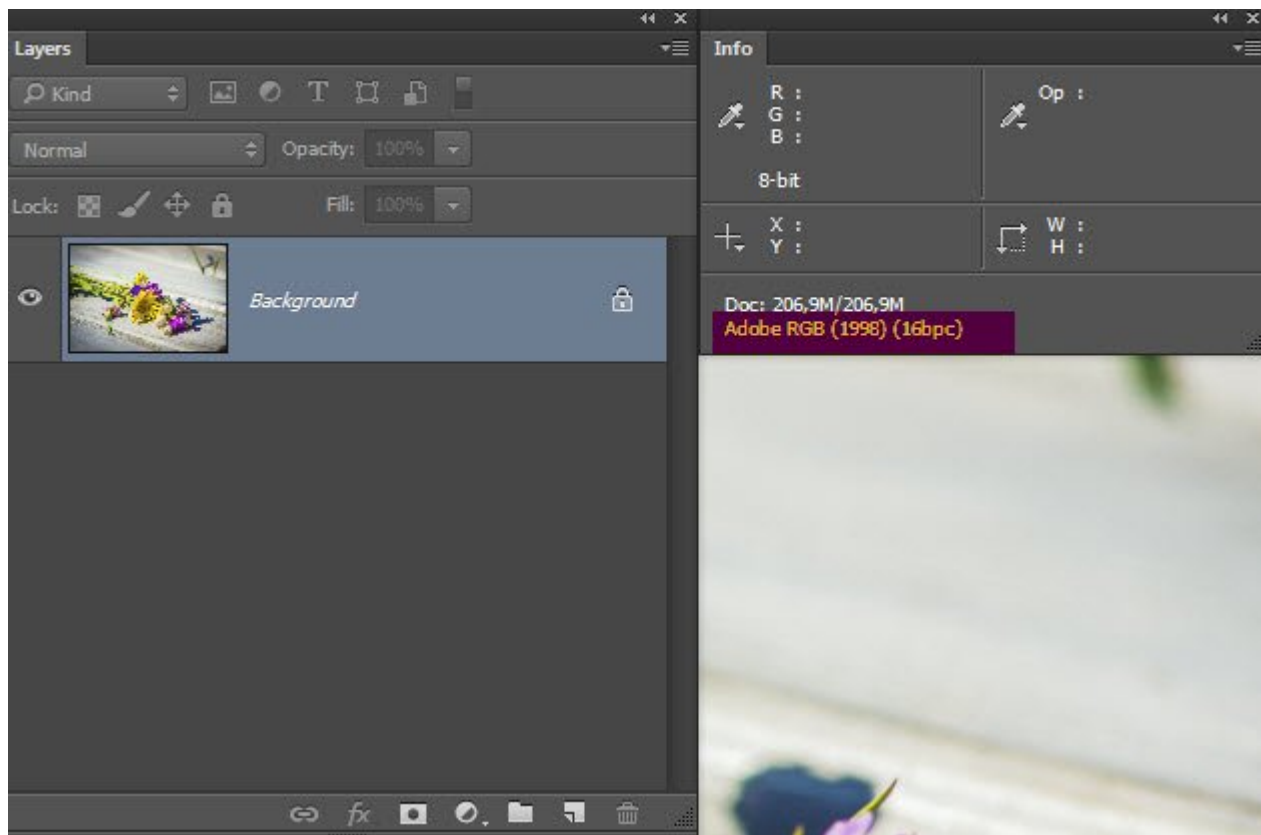 Layers
Kind
Normal
Opacity: 100%
Lock:
Fill: 100%
Background
fx
Info
R :
G :
B :
8-bit
Op :
X :
Y :
W :
H :
Doc: 206,9M/206,9M
Adobe RGB (1998) (16bpc)